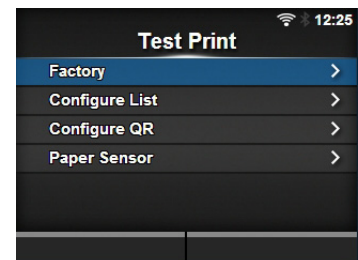 12:25
Test Print
Factory
Configure List
Configure QR
Paper Sensor